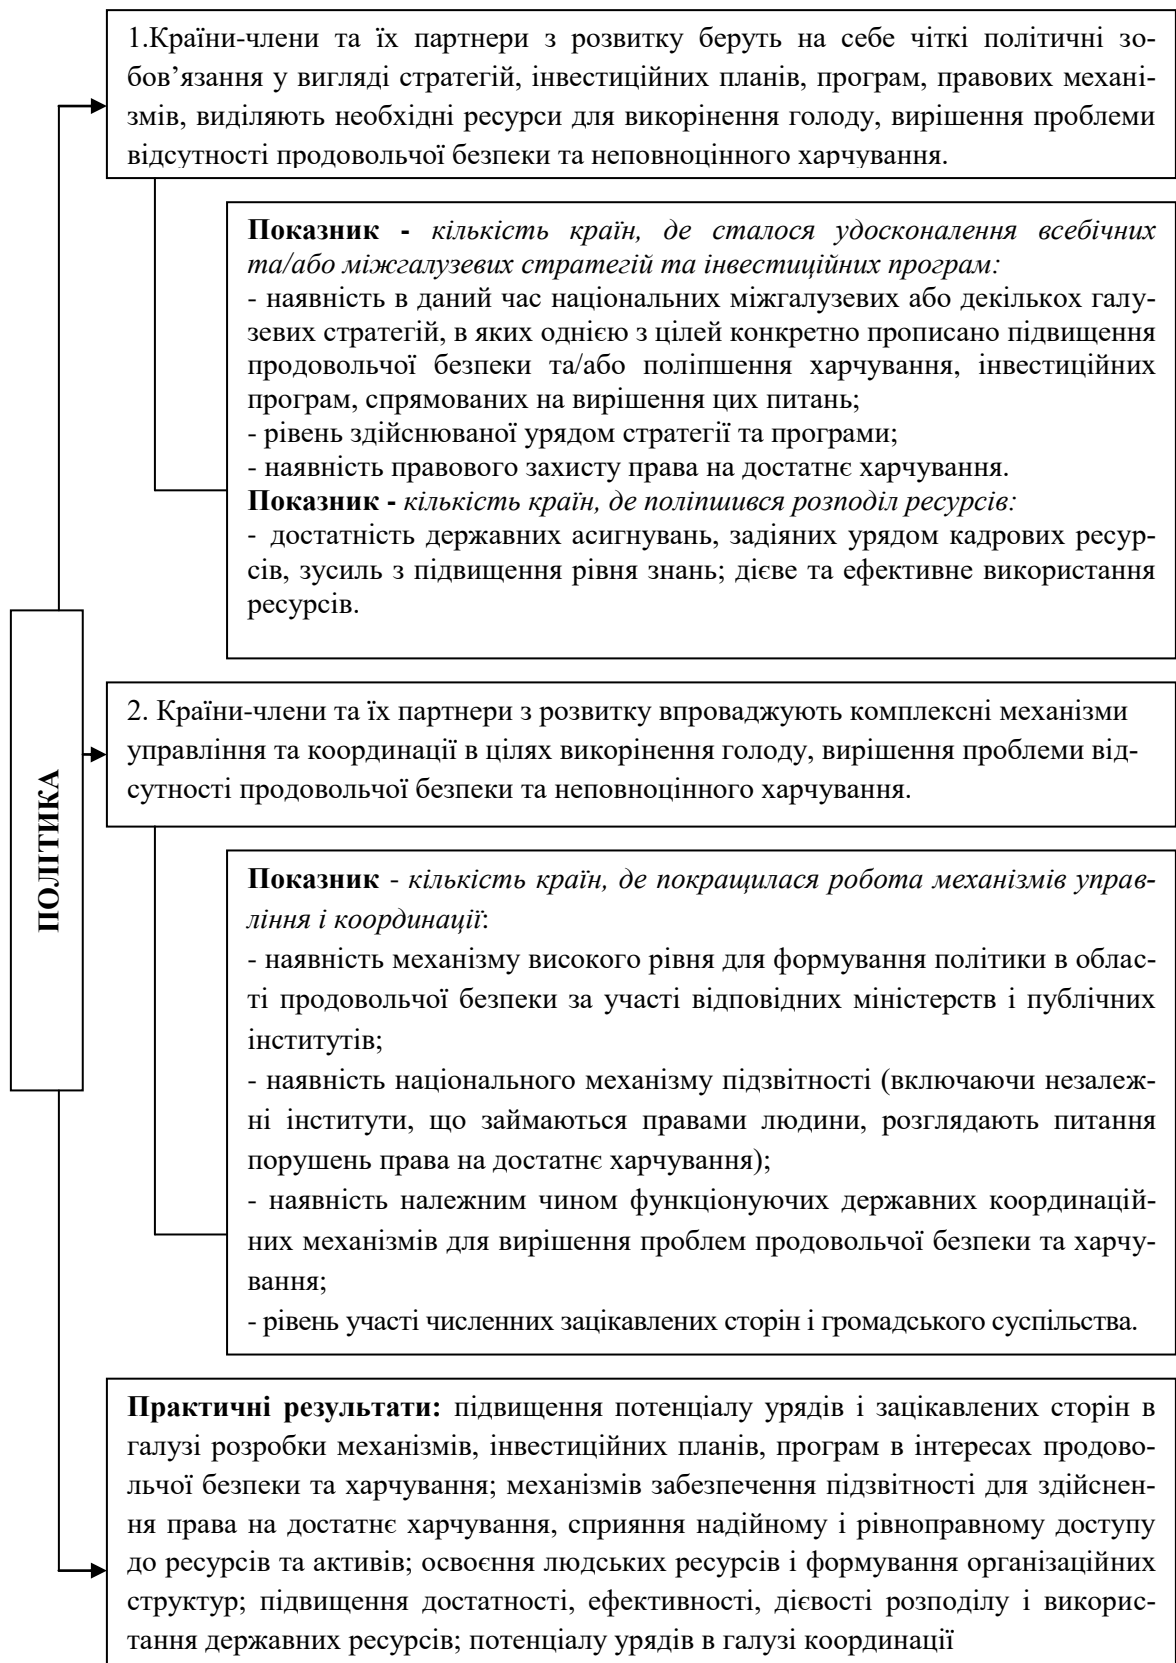 1.Країни-члени та їх партнери з розвитку беруть на себе чіткі політичні зо-
бов’язання у вигляді стратегій, інвестиційних планів, програм, правових механі-
змів, виділяють необхідні ресурси для викорінення голоду, вирішення проблеми
відсутності продовольчої безпеки та неповноцінного харчування.
Показник - кількість країн, де сталося удосконалення всебічних
та/або міжгалузевих стратегій та інвестиційних програм:
- наявність в даний час національних міжгалузевих або декількох галу-
зевих стратегій, в яких однією з цілей конкретно прописано підвищення
продовольчої безпеки та/або поліпшення харчування, інвестиційних
програм, спрямованих на вирішення цих питань;
- рівень здійснюваної урядом стратегії та програми;
- наявність правового захисту права на достатнє харчування.
Показник - кількість країн, де поліпшився розподіл ресурсів:
- достатність державних асигнувань, задіяних урядом кадрових ресур-
сів, зусиль з підвищення рівня знань; дієве та ефективне використання
ресурсів.
ПОЛІТИКА
2. Країни-члени та їх партнери з розвитку впроваджують комплексні механізми
управління та координації в цілях викорінення голоду, вирішення проблеми від-
сутності продовольчої безпеки та неповноцінного харчування.
Показник - кількість країн, де покращилася робота механізмів управ-
ління і координації:
- наявність механізму високого рівня для формування політики в облас-
ті продовольчої безпеки за участі відповідних міністерств і публічних
інститутів;
- наявність національного механізму підзвітності (включаючи незалеж-
ні інститути, що займаються правами людини, розглядають питання
порушень права на достатнє харчування);
- наявність належним чином функціонуючих державних координацій-
них механізмів для вирішення проблем продовольчої безпеки та харчу-
вання;
- рівень участі численних зацікавлених сторін і громадського суспільства.
Практичні результати: підвищення потенціалу урядів і зацікавлених сторін в
галузі розробки механізмів, інвестиційних планів, програм в інтересах продово-
льчої безпеки та харчування; механізмів забезпечення підзвітності для здійснен-
ня права на достатнє харчування, сприяння надійному і рівноправному доступу
до ресурсів та активів; освоєння людських ресурсів і формування організаційних
структур; підвищення достатності, ефективності, дієвості розподілу і викорис-
тання державних ресурсів; потенціалу урядів в галузі координації